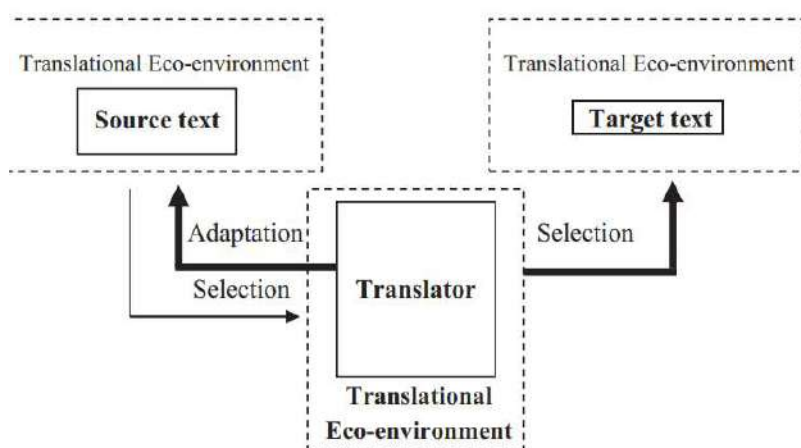 Translational Eco-environment
Source text
Translational Eco-environment
Target text
Adaptation
Selection
Selection
Translator
Translational
Eco-environment